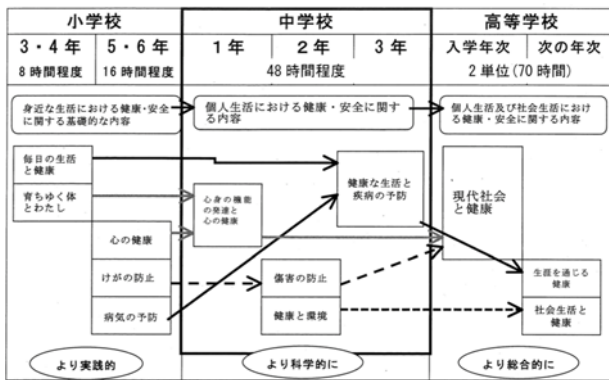 小学校 中学校 高等学校
3・4年 5・6年 1年 2年 3年 入学年次 次の年次
8時間程度 16時間程度 48時間程度 2単位(70時間)
身近な生活における健康・安全
に関する基礎的な内容
個人生活における健康・安全に関す
る内容
個人生活及び社会生活におけ
る健康・安全に関する内容
毎日の生活
と健康
育ちゆく体
とわたし
心の健康
けがの防止
病気の予防
心身の機能
の発達と
心の健康
健康な生活と
疾病の予防
傷害の防止
健康と環境
現代社会
と健康
生涯を通じる
健康
社会生活と
健康
より実践的
より科学的に
より総合的に